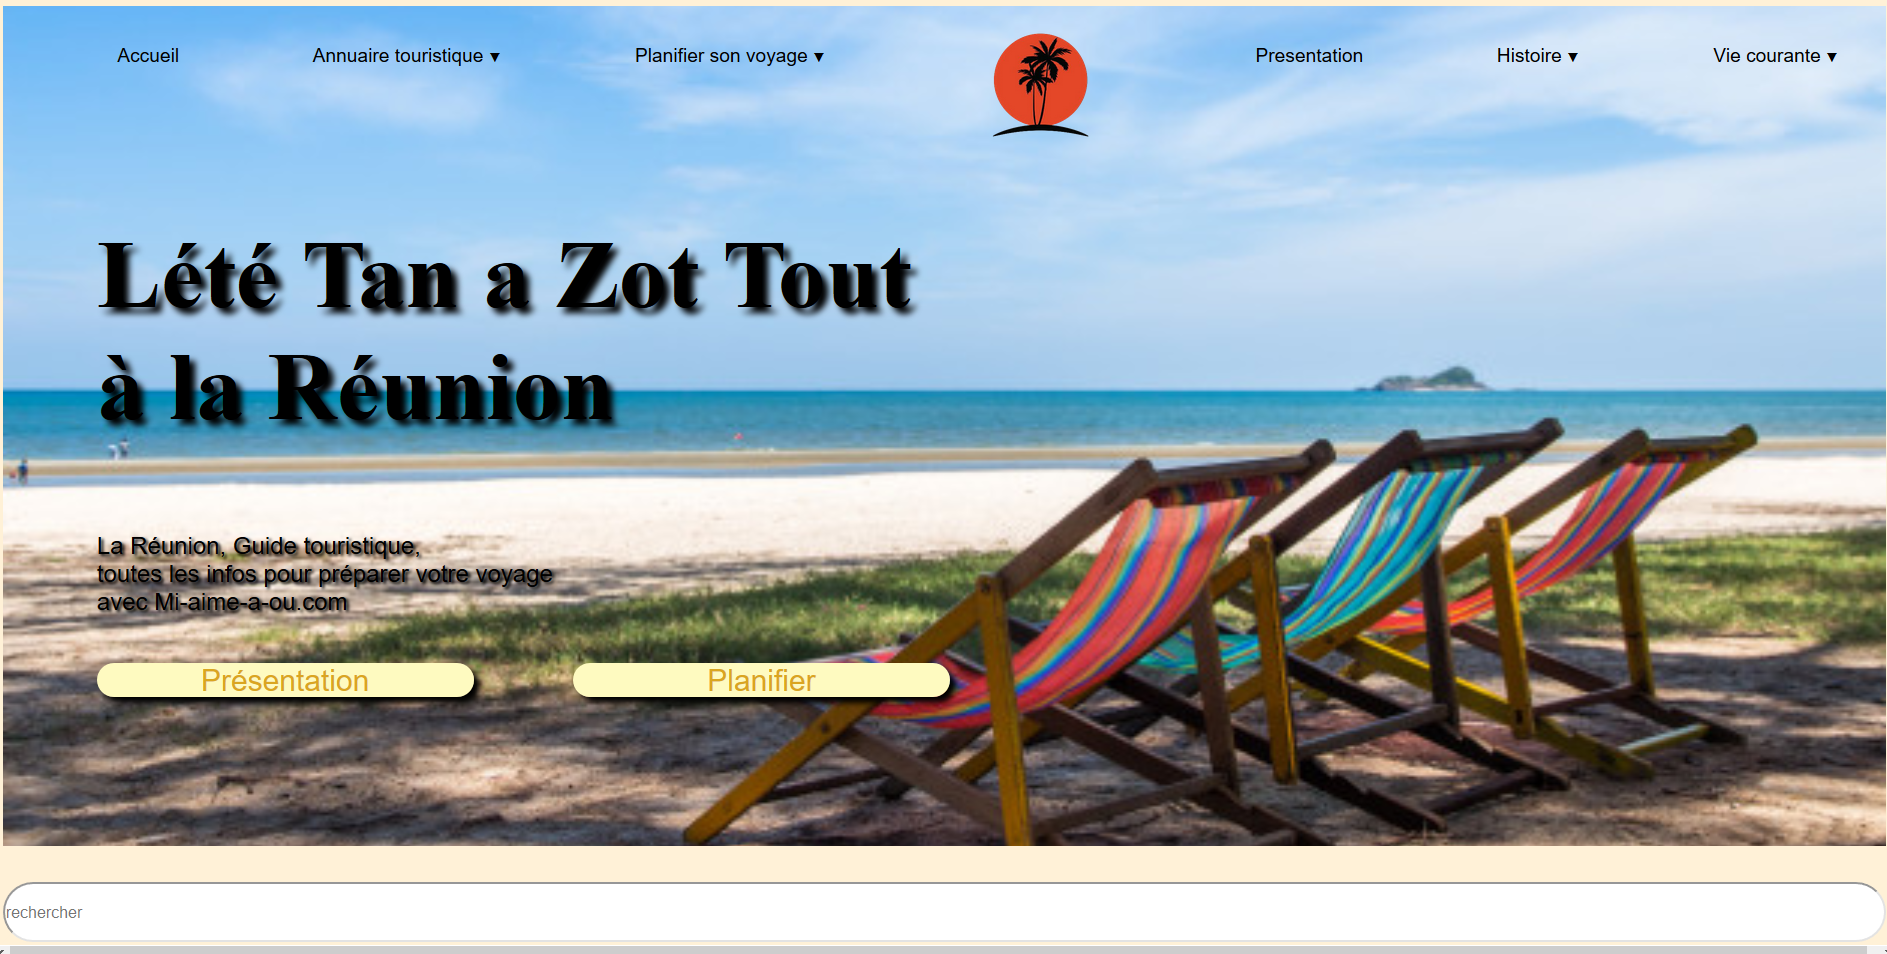 Accueil
Annuaire touristique ▼
Planifier son voyage ▼
Presentation
Histoire ▼
Vie courante ▼
Lété Tan a Zot Tout
à la Réunion
La Réunion, Guide touristique,
toutes les infos pour préparer votre voyage
avec Mi-aime-a-ou.com
Présentation
Planifier
rechercher